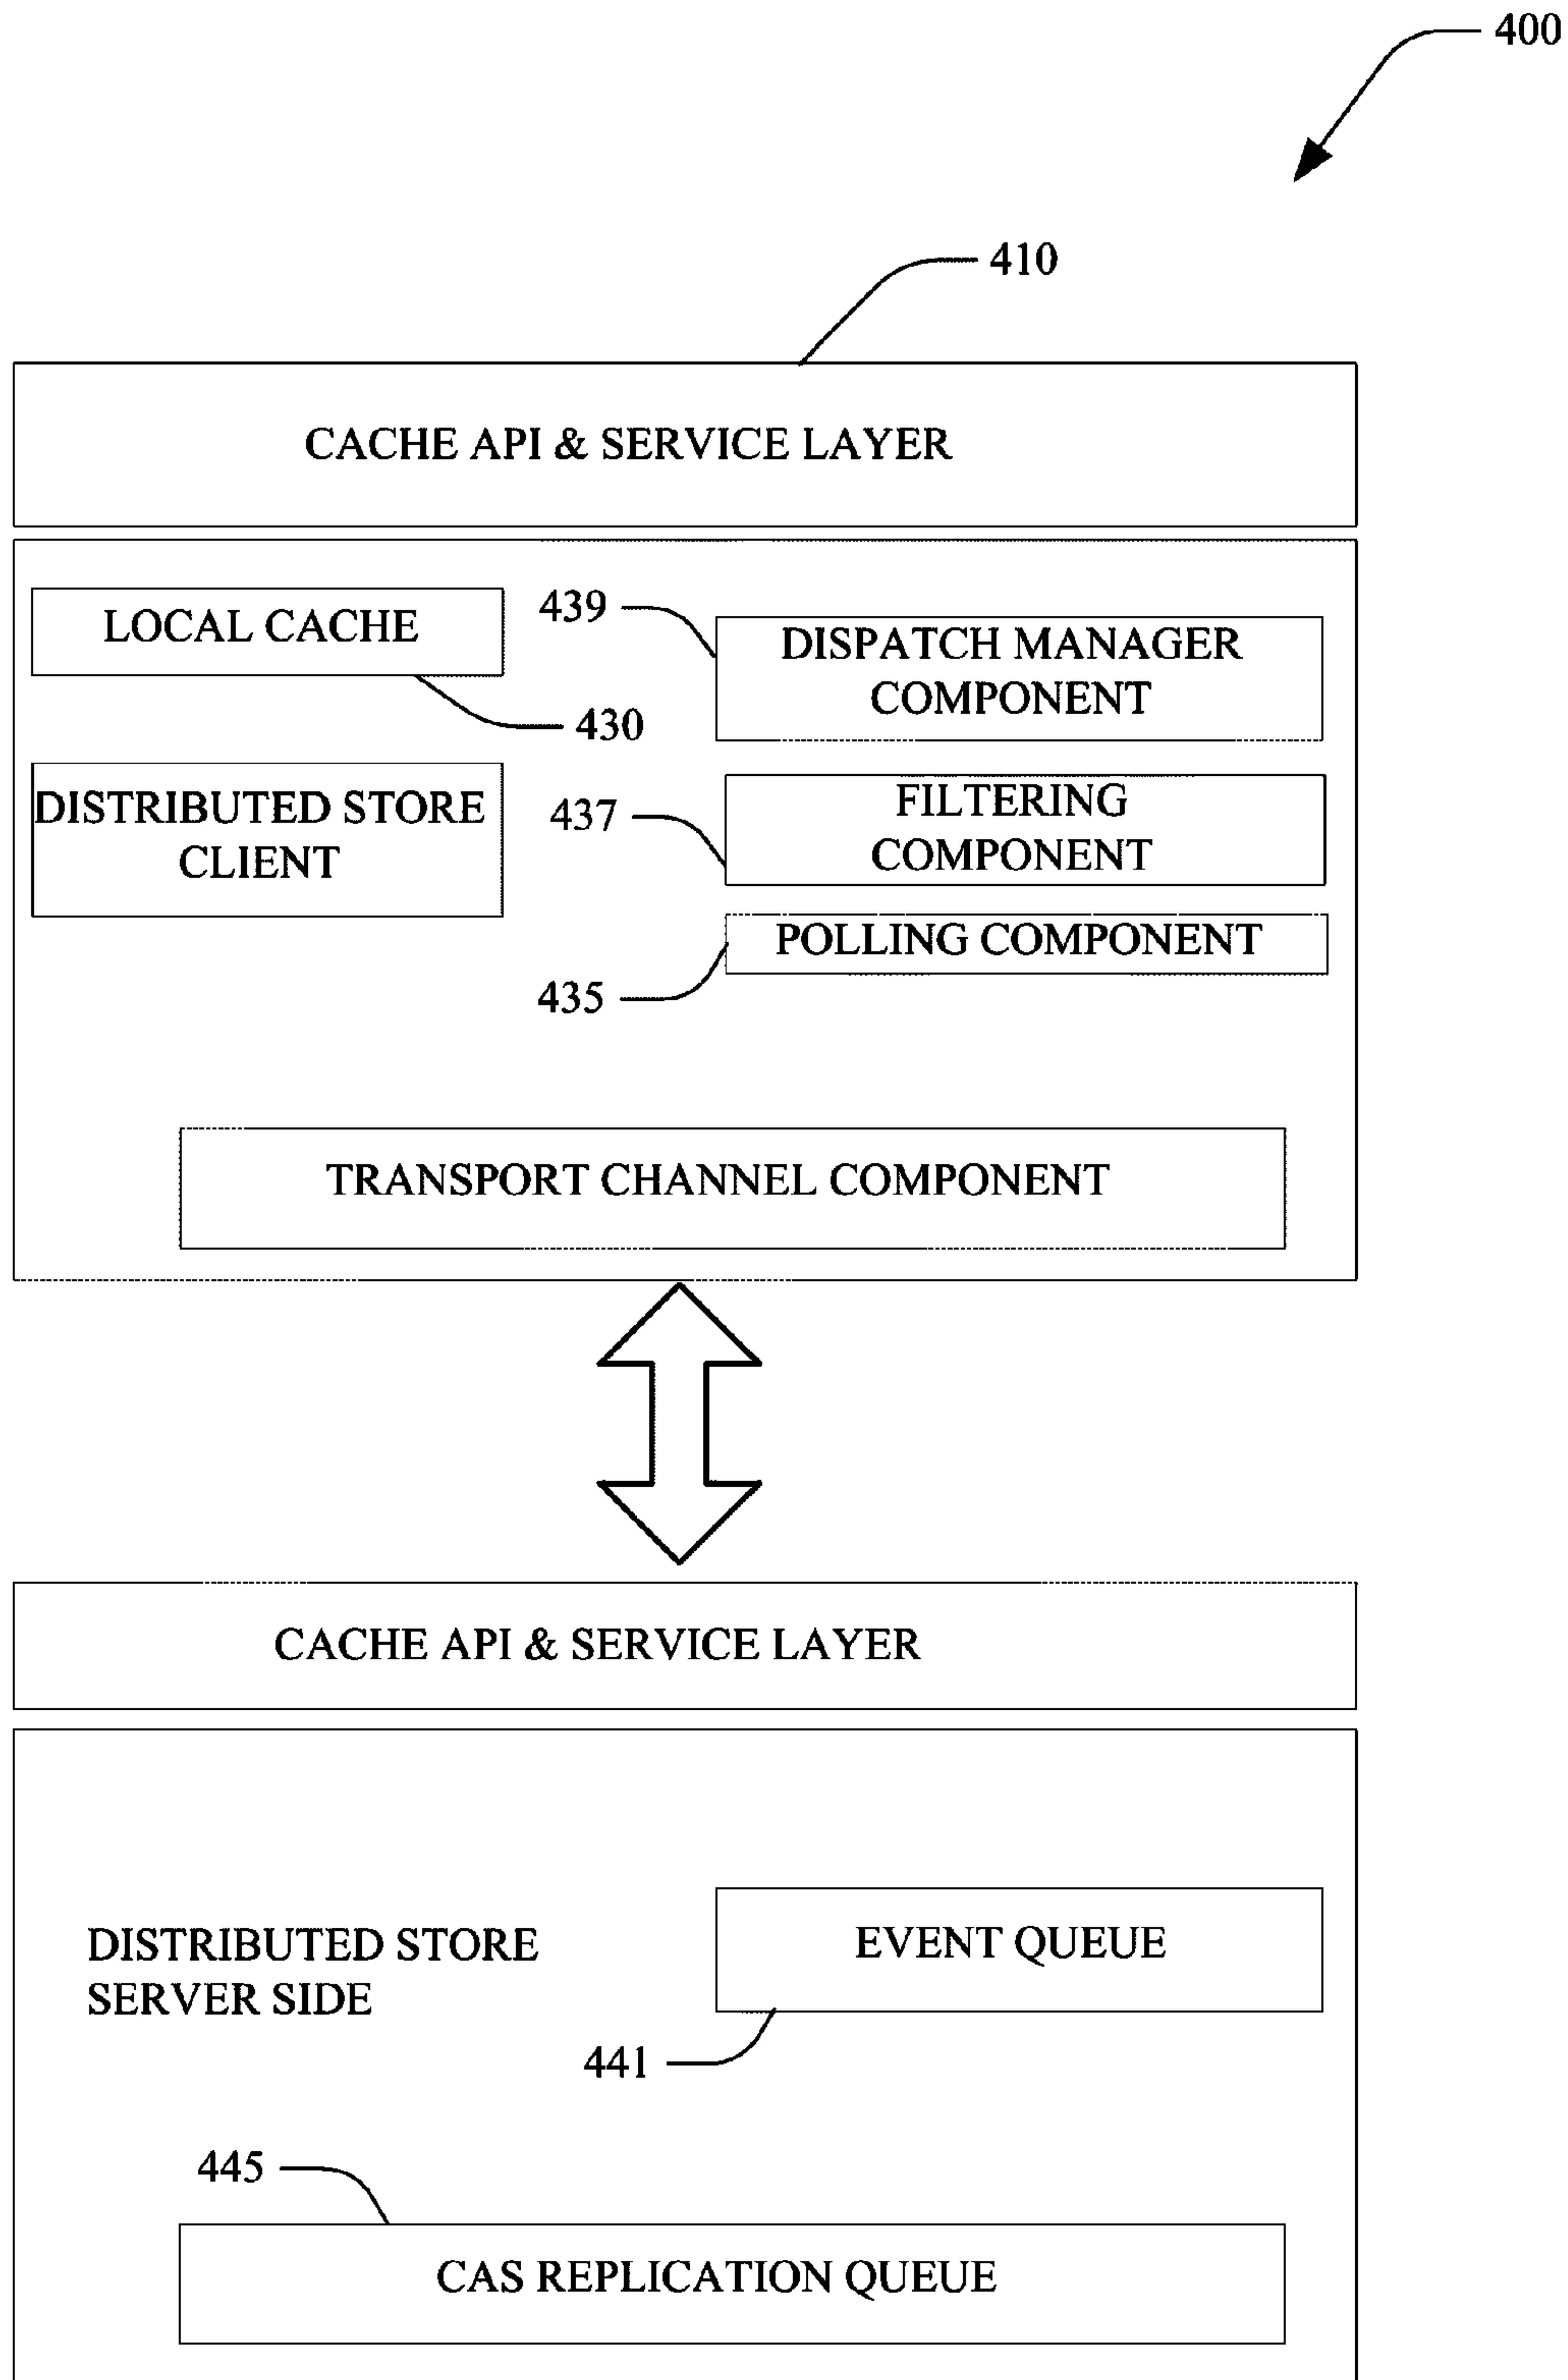 400
410
CACHE API & SERVICE LAYER
LOCAL CACHE
430
439
DISPATCH MANAGER
COMPONENT
DISTRIBUTED STORE
CLIENT
437
FILTERING
COMPONENT
POLLING COMPONENT
435
TRANSPORT CHANNEL COMPONENT
CACHE API & SERVICE LAYER
DISTRIBUTED STORE
SERVER SIDE
EVENT QUEUE
441
445
CAS REPLICATION QUEUE